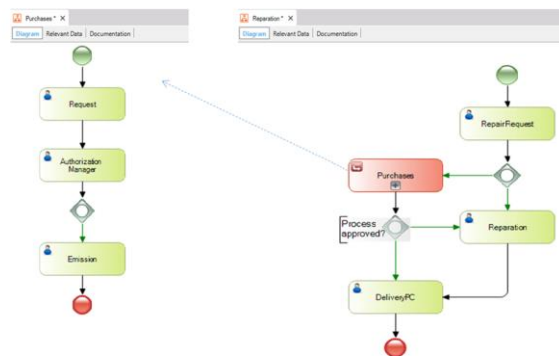 Purchases *
Diagram Relevant Data Documentation
Request
Authorization
Manager
Emission
Reparation *
Diagram Relevant Data Documentation
RepairRequest
Purchases
Process
approved?
Reparation
DeliveryPC